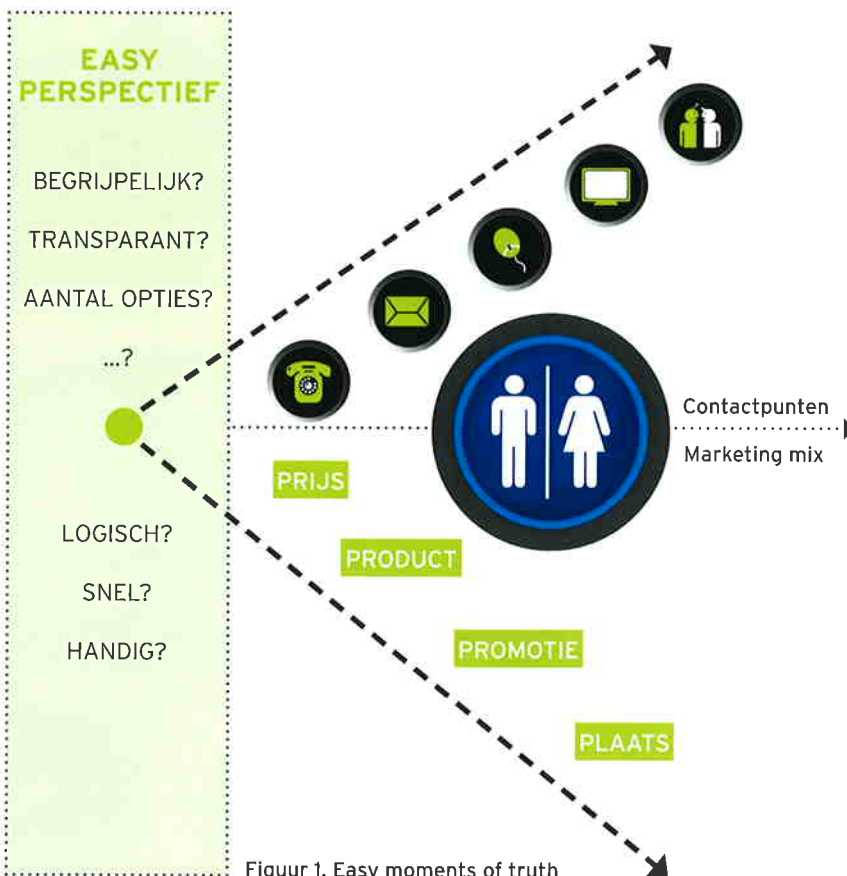 EASY
PERSPECTIEF
BEGRIJPELIJK?
TRANSPARANT?
AANTAL OPTIES?
...?
LOGISCH?
SNEL?
HANDIG?
Contactpunten
Marketing mix
PRIJS
PRODUCT
PROMOTIE
PLAATS
Figuur 1. Easy moments of truth